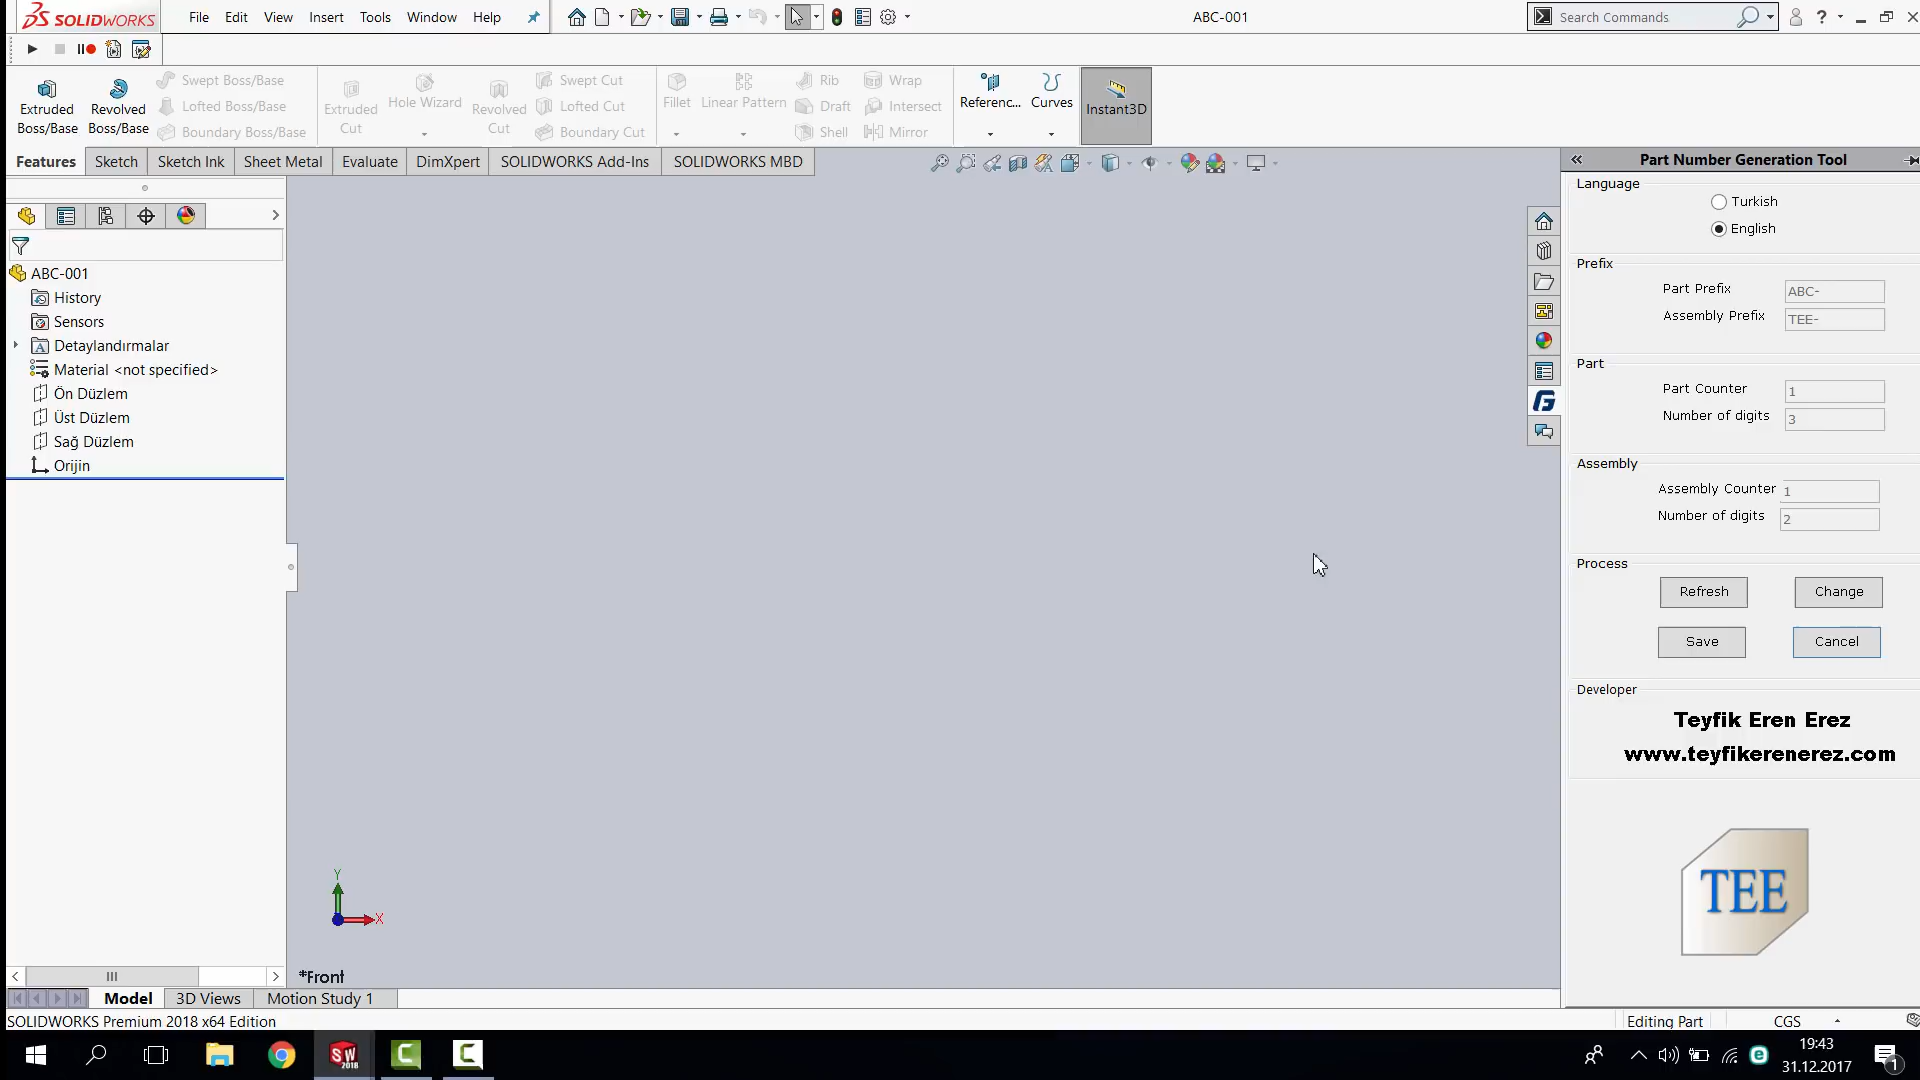 SOLIDWORKS
File Edit View Insert Tools Window Help
ABC-001
Search Commands
Extruded Boss/Base
Revolved Boss/Base
Swept Boss/Base
Lofted Boss/Base
Boundary Boss/Base
Extruded Cut
Hole Wizard
Revolved Cut
Swept Cut
Lofted Cut
Boundary Cut
Fillet
Linear Pattern
Rib
Draft
Shell
Wrap
Intersect
Mirror
Referenc...
Curves
Instant3D
Features Sketch Sketch Ink Sheet Metal Evaluate DimXpert SOLIDWORKS Add-Ins SOLIDWORKS MBD
ABC-001
History
Sensors
Detaylandırmalar
Material <not specified>
Ön Düzlem
Üst Düzlem
Sağ Düzlem
Orijin
Y
X
*Front
Model 3D Views Motion Study 1
SOLIDWORKS Premium 2018 x64 Edition
Editing Part
CGS
Part Number Generation Tool
Language
Turkish
English
Prefix
Part Prefix ABC-
Assembly Prefix TEE-
Part
Part Counter 1
Number of digits 3
Assembly
Assembly Counter 1
Number of digits 2
Process
Refresh Change
Save Cancel
Developer
Teyfik Eren Erez
www.teyfikerenerez.com
TEE
SW
2018
19:43
31.12.2017
1